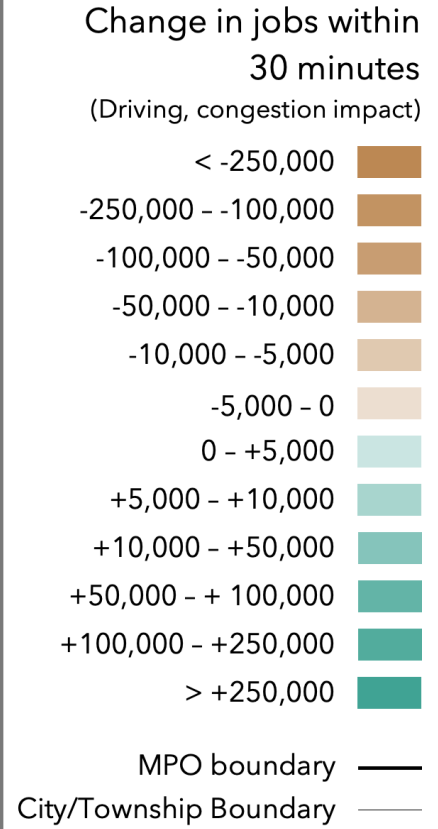 Change in jobs within
30 minutes
(Driving, congestion impact)
< -250,000
-250,000 – -100,000
-100,000 – -50,000
-50,000 – -10,000
-10,000 – -5,000
-5,000 – 0
0 – +5,000
+5,000 – +10,000
+10,000 – +50,000
+50,000 – + 100,000
+100,000 – +250,000
> +250,000
MPO boundary
City/Township Boundary